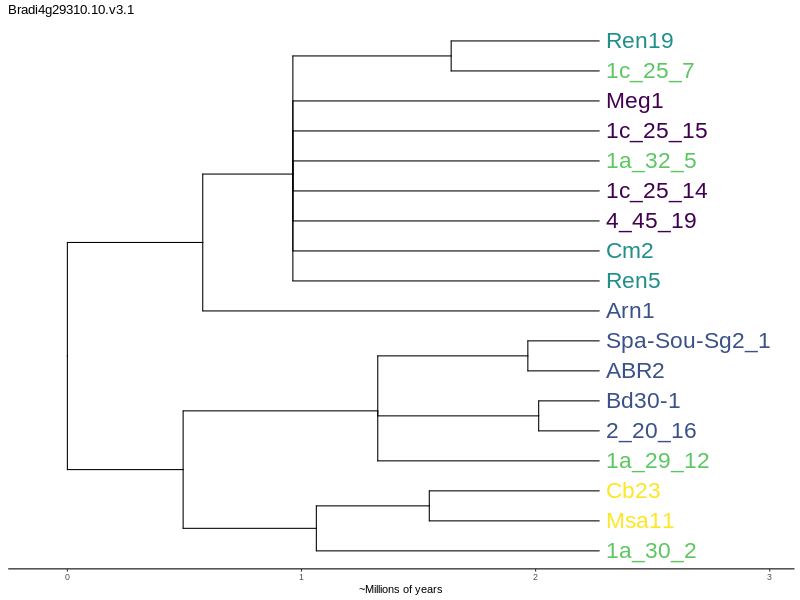 Bradi4g29310.10.v3.1
Ren19
1c_25_7
Meg1
1c_25_15
1a_32_5
1c_25_14
4_45_19
Cm2
Ren5
Arn1
Spa-Sou-Sg2_1
ABR2
Bd30-1
2_20_16
1a_29_12
Cb23
Msa11
1a_30_2
0 1 2 3
~Millions of years